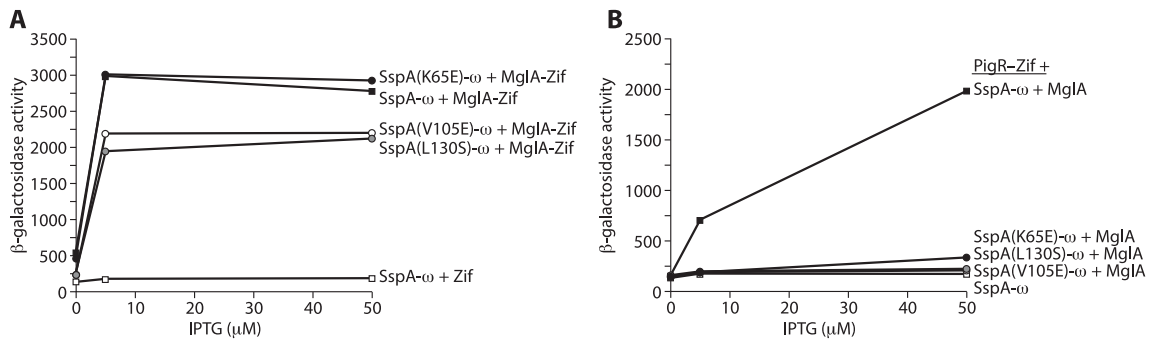 A
β-galactosidase activity
3500
3000
2500
2000
1500
1000
500
0
0
10
20
30
40
50
IPTG (μM)
SspA(K65E)-ω + MglA-Zif
SspA-ω + MglA-Zif
SspA(V105E)-ω + MglA-Zif
SspA(L130S)-ω + MglA-Zif
SspA-ω + Zif
B
β-galactosidase activity
2500
2000
1500
1000
500
250
0
0
10
20
30
40
50
IPTG (μM)
PigR–Zif +
SspA-ω + MglA
SspA(K65E)-ω + MglA
SspA(L130S)-ω + MglA
SspA(V105E)-ω + MglA
SspA-ω